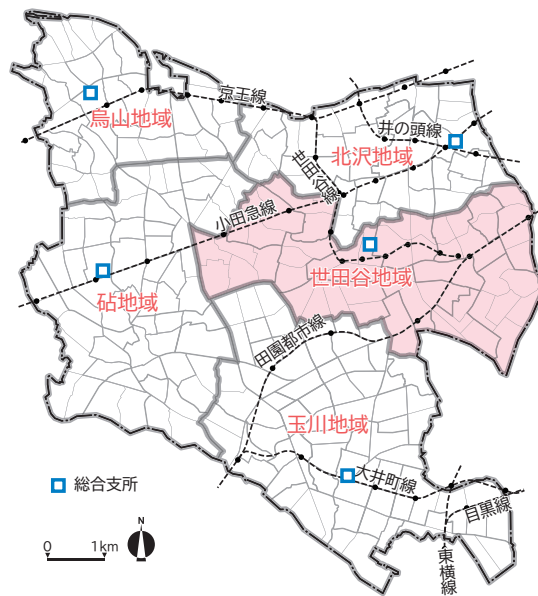 京王線
烏山地域
井の頭線
北沢地域
世田谷線
小田急線
世田谷地域
砧地域
田園都市線
玉川地域
大井町線
目黒線
東横線
総合支所
N
0 1km